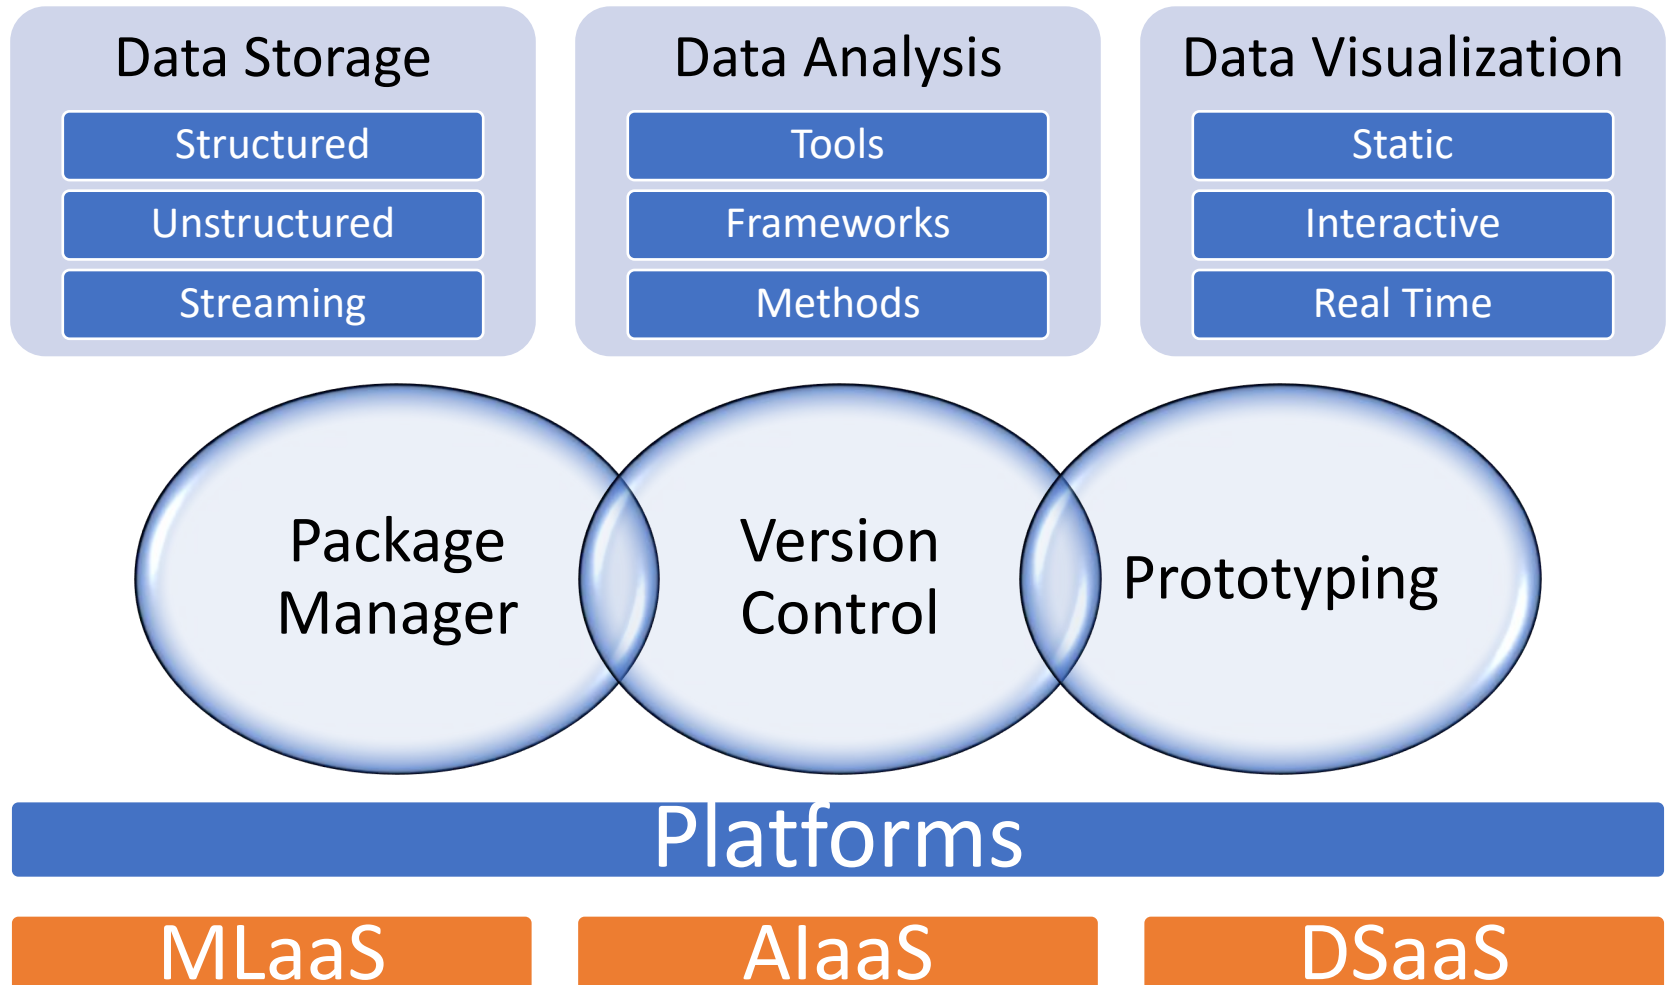 Data Storage
Structured
Unstructured
Streaming
Data Analysis
Tools
Frameworks
Methods
Data Visualization
Static
Interactive
Real Time
Package
Manager
Version
Control
Prototyping
Platforms
MLaaS
AIaaS
DSaaS